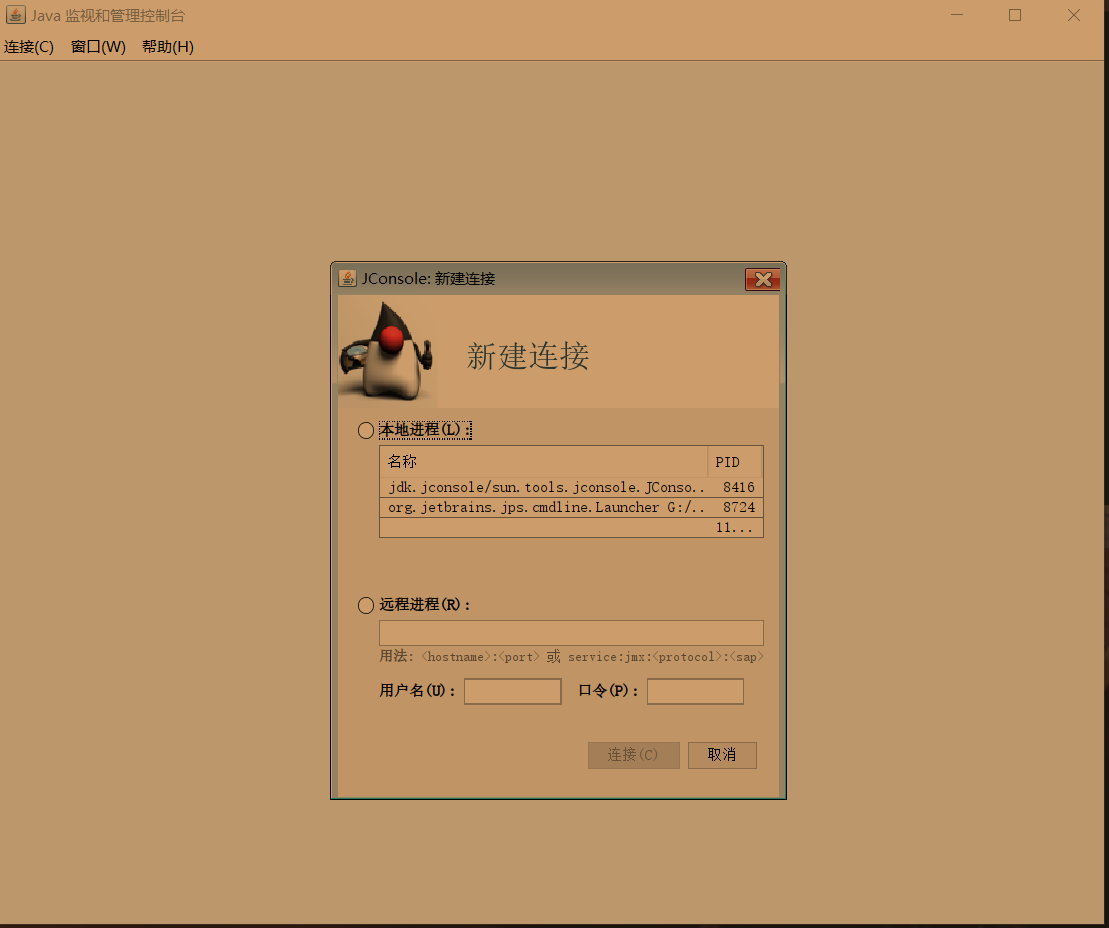 Java 监视和管理控制台
连接(C) 窗口(W) 帮助(H)
JConsole: 新建连接
新建连接
本地进程(L):
名称 PID
jdk.jconsole/sun.tools.jconsole.JConso.. 8416
org.jetbrains.jps.cmdline.Launcher G:/.. 8724
11...
远程进程(R):
用法: <hostname>:<port> 或 service:jmx:<protocol>:<sap>
用户名(U): 口令(P):
连接(C) 取消